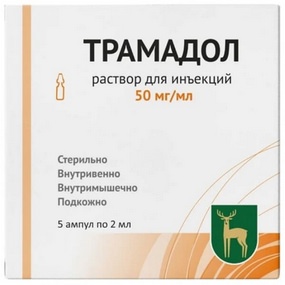 ТРАМАДОЛ
раствор для инъекций
50 мг/мл
Стерильно
Внутривенно
Внутримышечно
Подкожно
5 ампул по 2 мл